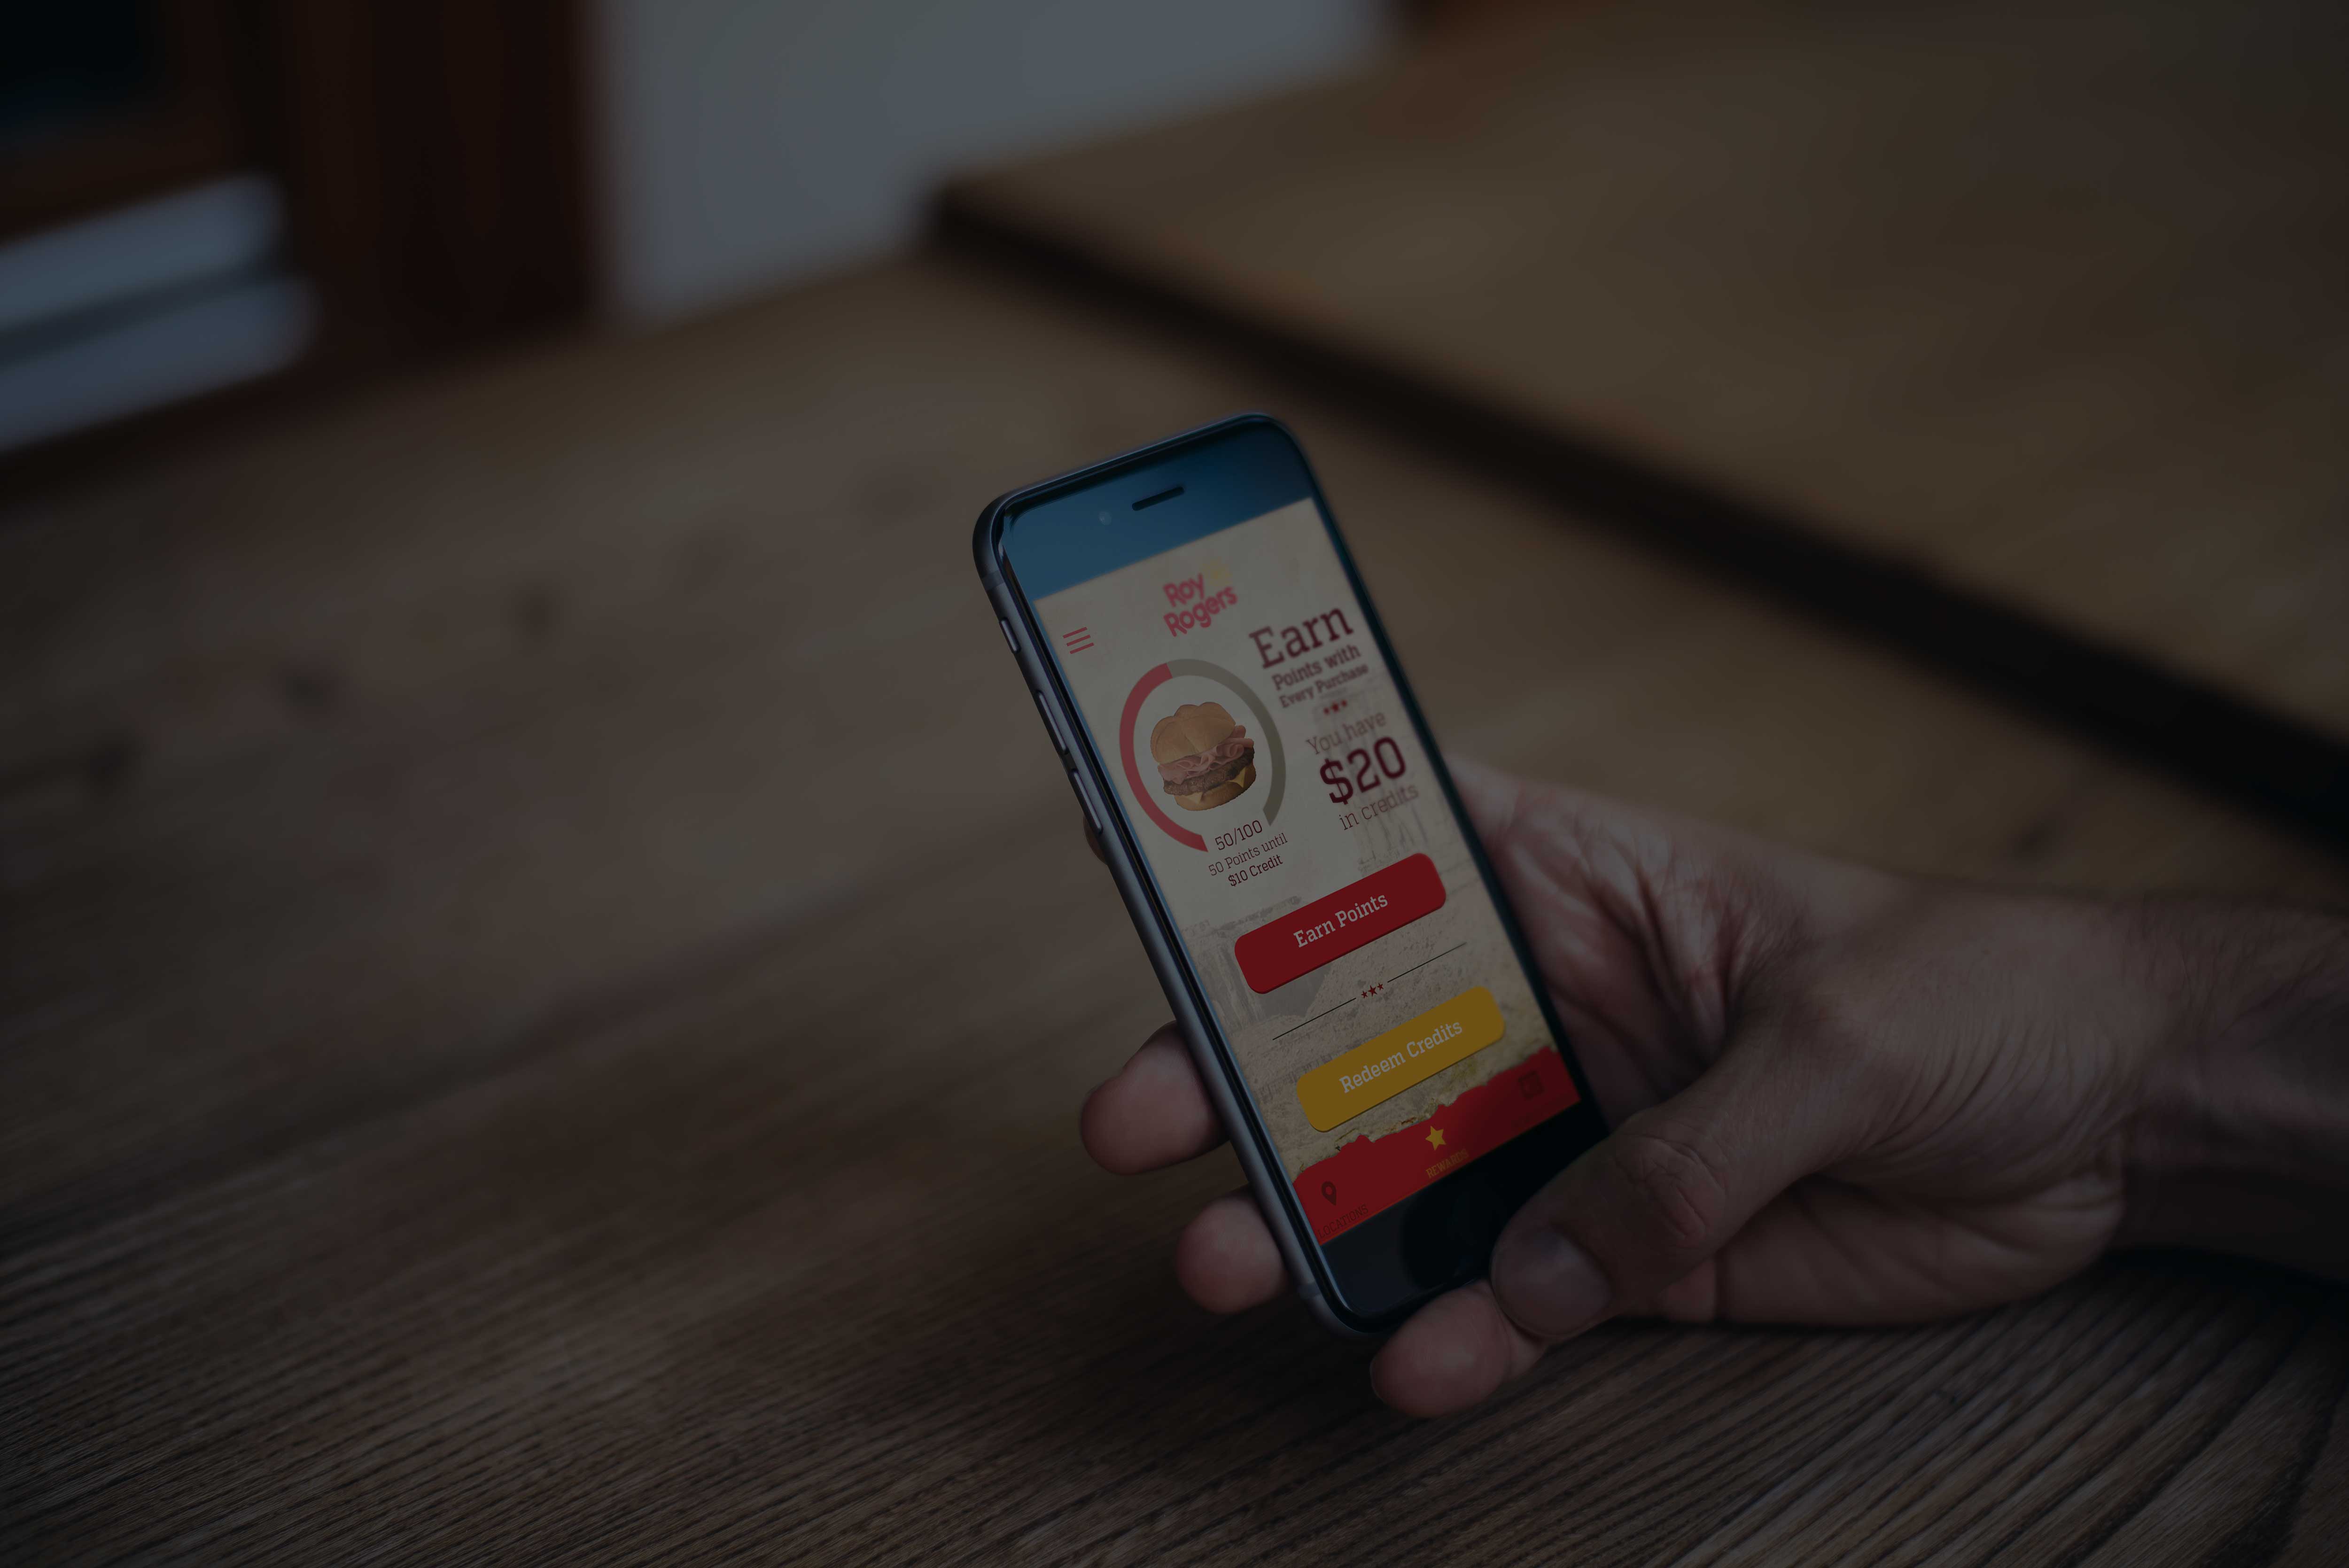 Roy
Rogers
Earn
Points with
Every Purchase
You have
$20
in credits
50/100
50 Points until
$10 Credit
Earn Points
Redeem Credits
REWARDS
LOCATIONS